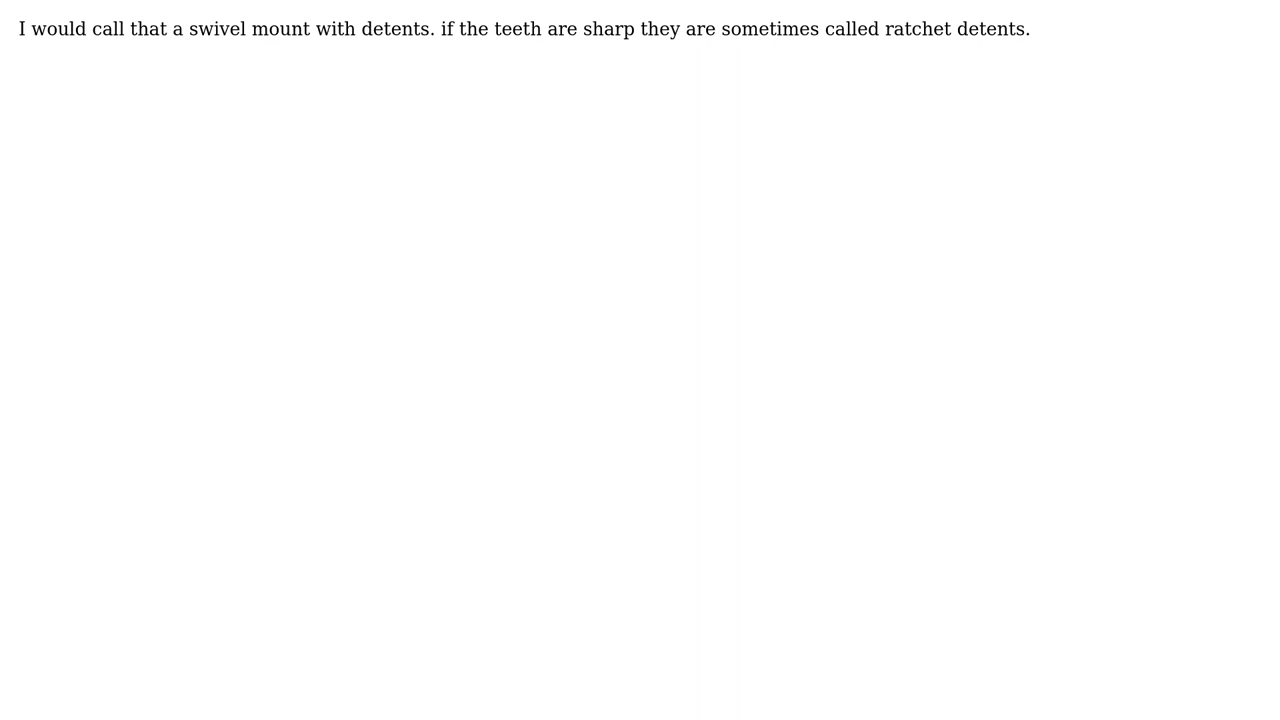 I would call that a swivel mount with detents. if the teeth are sharp they are sometimes called ratchet detents.